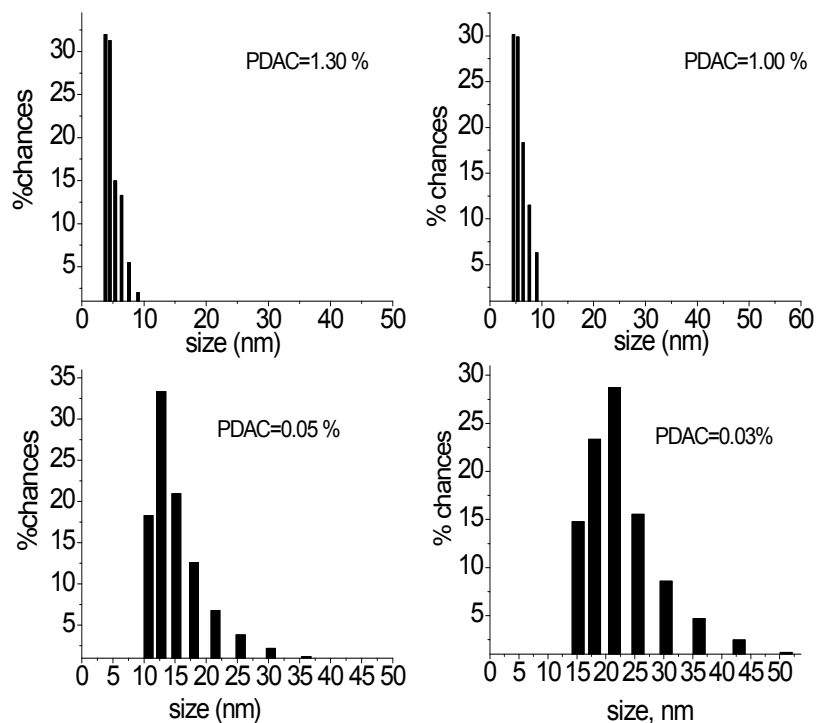 PDAC=1.30 %
%chances
30
25
20
15
10
5
0 10 20 30 40 50
size (nm)
PDAC=1.00 %
% chances
30
25
20
15
10
5
0 10 20 30 40 50 60
size (nm)
PDAC=0.05 %
%chances
35
30
25
20
15
10
5
0 5 10 15 20 25 30 35 40 45 50
size (nm)
PDAC=0.03%
% chances
30
25
20
15
10
5
0 5 10 15 20 25 30 35 40 45 50
size, nm